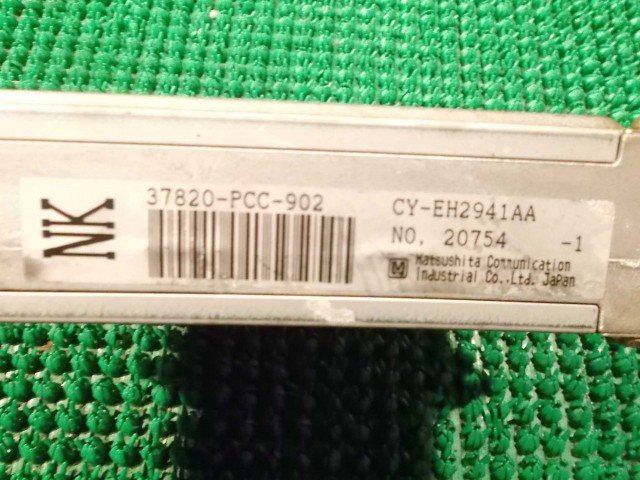 NK
37820-PCC-902
CY-EH2941AA
NO. 20754 -1
M Matsushita Communication
Industrial Co.,Ltd. Japan